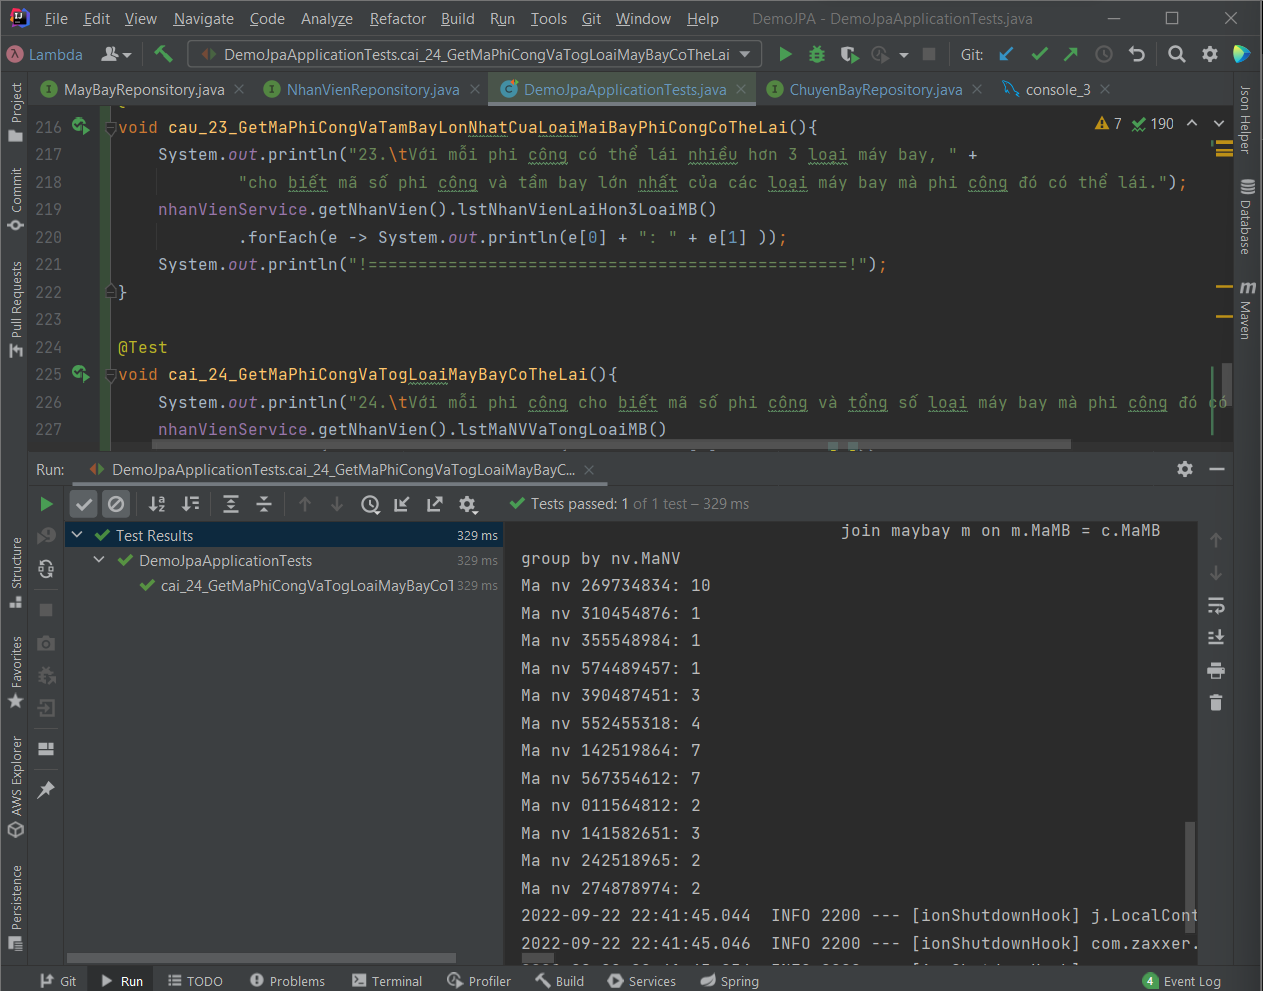 File Edit View Navigate Code Analyze Refactor Build Run Tools Git Window Help DemoJPA - DemoJpaApplicationTests.java
Lambda DemoJpaApplicationTests.cai_24_GetMaPhiCongVaTogLoaiMayBayCoTheLai Git:
MayBayReponsitory.java NhanVienReponsitory.java DemoJpaApplicationTests.java ChuyenBayRepository.java console_3
216 void cau_23_GetMaPhiCongVaTamBayLonNhatCuaLoaiMaiBayPhiCongCoTheLai(){ 7 190
217 System.out.println("23.\tVới mỗi phi công có thể lái nhiều hơn 3 loại máy bay, " +
218 "cho biết mã số phi công và tầm bay lớn nhất của các loại máy bay mà phi công đó có thể lái.");
219 nhanVienService.getNhanVien().lstNhanVienLaiHon3LoaiMB()
220 .forEach(e -> System.out.println(e[0] + ": " + e[1] ));
221 System.out.println("!================================================!");
222 }
223
224 @Test
225 void cai_24_GetMaPhiCongVaTogLoaiMayBayCoTheLai(){
226 System.out.println("24.\tVới mỗi phi công cho biết mã số phi công và tổng số loại máy bay mà phi công đó có
227 nhanVienService.getNhanVien().lstMaNVVaTongLoaiMB()
Project
Commit
Pull Requests
Structure
Favorites
AWS Explorer
Persistence
Json Helper
Database
Maven
Run: DemoJpaApplicationTests.cai_24_GetMaPhiCongVaTogLoaiMayBayC...
Tests passed: 1 of 1 test – 329 ms
Test Results 329 ms
DemoJpaApplicationTests 329 ms
cai_24_GetMaPhiCongVaTogLoaiMayBayCoT 329 ms
join maybay m on m.MaMB = c.MaMB
group by nv.MaNV
Ma nv 269734834: 10
Ma nv 310454876: 1
Ma nv 355548984: 1
Ma nv 574489457: 1
Ma nv 390487451: 3
Ma nv 552455318: 4
Ma nv 142519864: 7
Ma nv 567354612: 7
Ma nv 011564812: 2
Ma nv 141582651: 3
Ma nv 242518965: 2
Ma nv 274878974: 2
2022-09-22 22:41:45.044 INFO 2200 --- [ionShutdownHook] j.LocalCont
2022-09-22 22:41:45.046 INFO 2200 --- [ionShutdownHook] com.zaxxer.
Git Run TODO Problems Terminal Profiler Build Services Spring 4 Event Log